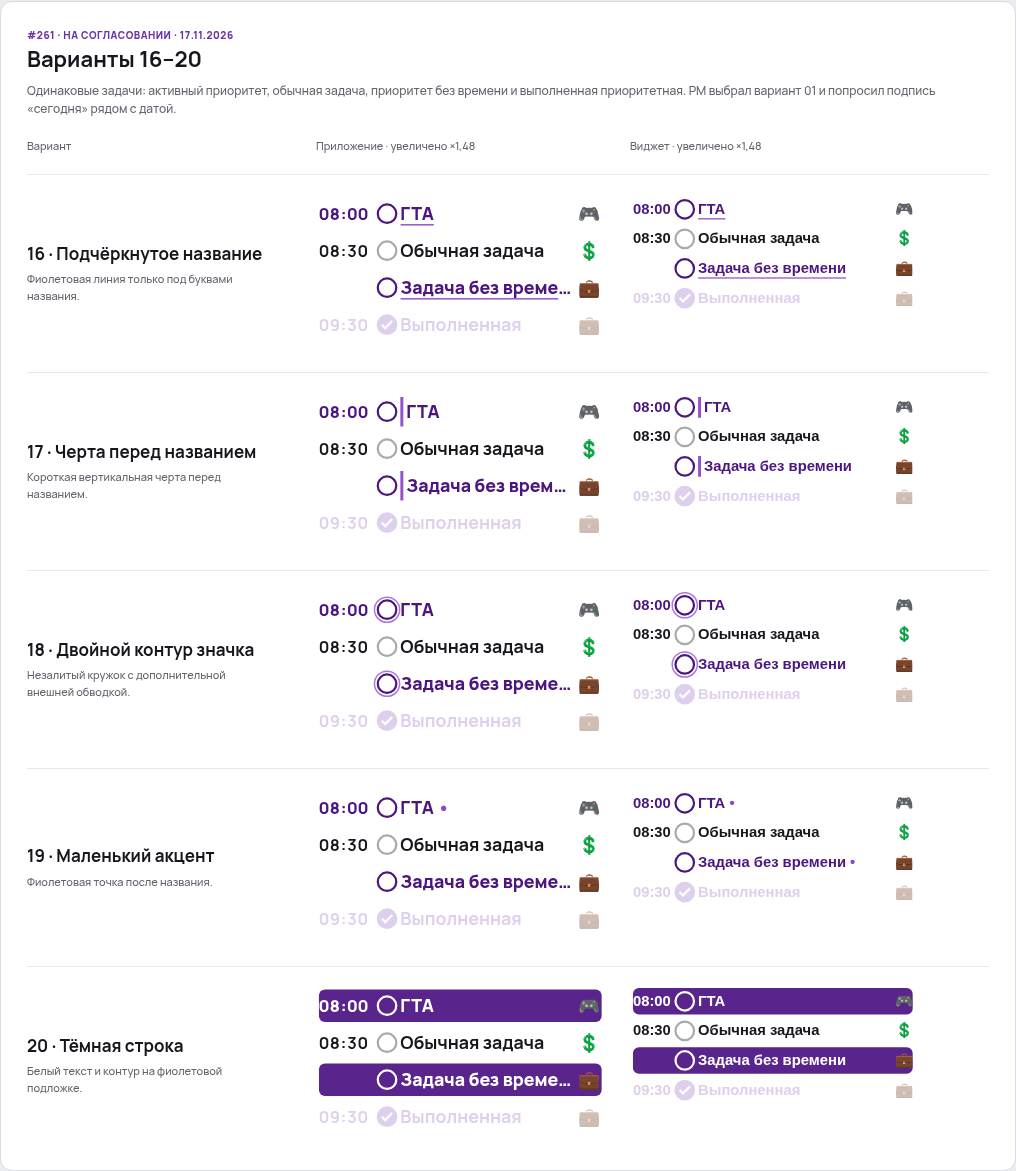 #261 · НА СОГЛАСОВАНИИ · 17.11.2026
Варианты 16–20
Одинаковые задачи: активный приоритет, обычная задача, приоритет без времени и выполненная приоритетная. PM выбрал вариант 01 и попросил подпись
«сегодня» рядом с датой.
Вариант
Приложение · увеличено ×1,48
Виджет · увеличено ×1,48
16 · Подчёркнутое название
Фиолетовая линия только под буквами
названия.
08:00 ГТА
08:30 Обычная задача
Задача без време...
09:30 Выполненная
08:00 ГТА
08:30 Обычная задача
Задача без времени
09:30 Выполненная
17 · Черта перед названием
Короткая вертикальная черта перед
названием.
08:00 ГТА
08:30 Обычная задача
Задача без врем...
09:30 Выполненная
08:00 ГТА
08:30 Обычная задача
Задача без времени
09:30 Выполненная
18 · Двойной контур значка
Незалитый кружок с дополнительной
внешней обводкой.
08:00 ГТА
08:30 Обычная задача
Задача без време...
09:30 Выполненная
08:00 ГТА
08:30 Обычная задача
Задача без времени
09:30 Выполненная
19 · Маленький акцент
Фиолетовая точка после названия.
08:00 ГТА •
08:30 Обычная задача
Задача без време...
09:30 Выполненная
08:00 ГТА •
08:30 Обычная задача
Задача без времени •
09:30 Выполненная
20 · Тёмная строка
Белый текст и контур на фиолетовой
подложке.
08:00 ГТА
08:30 Обычная задача
Задача без време...
09:30 Выполненная
08:00 ГТА
08:30 Обычная задача
Задача без времени
09:30 Выполненная